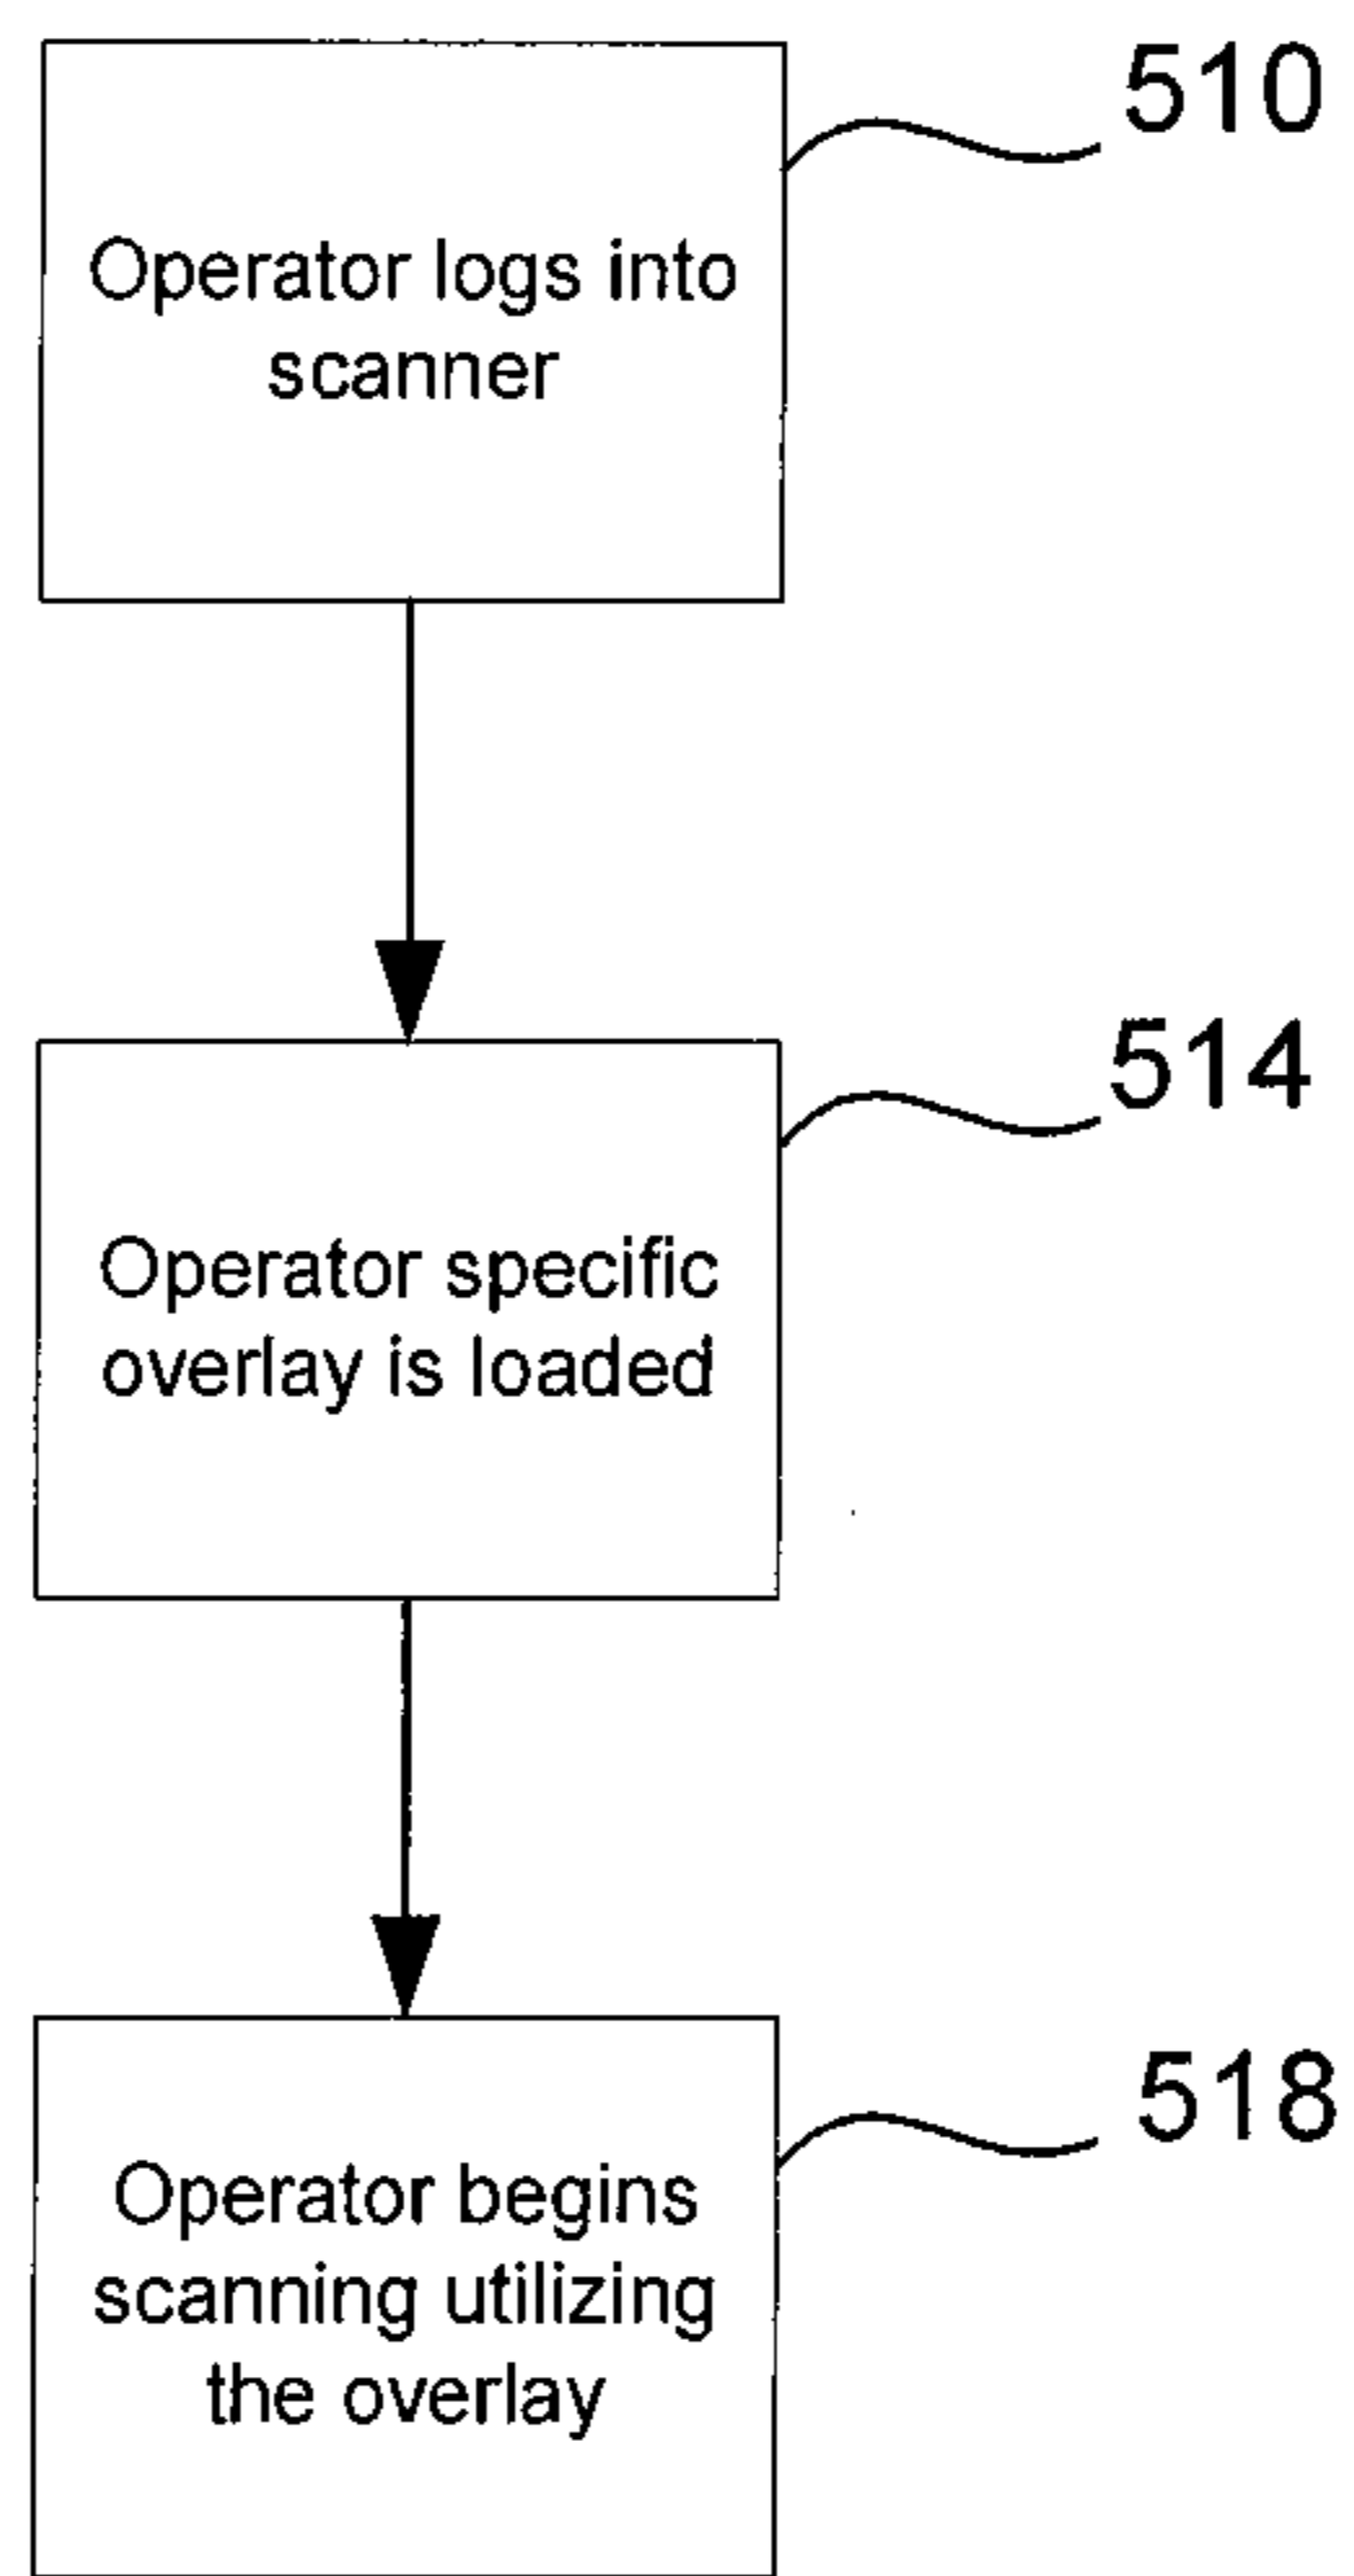 510
Operator logs into
scanner
514
Operator specific
overlay is loaded
518
Operator begins
scanning utilizing
the overlay